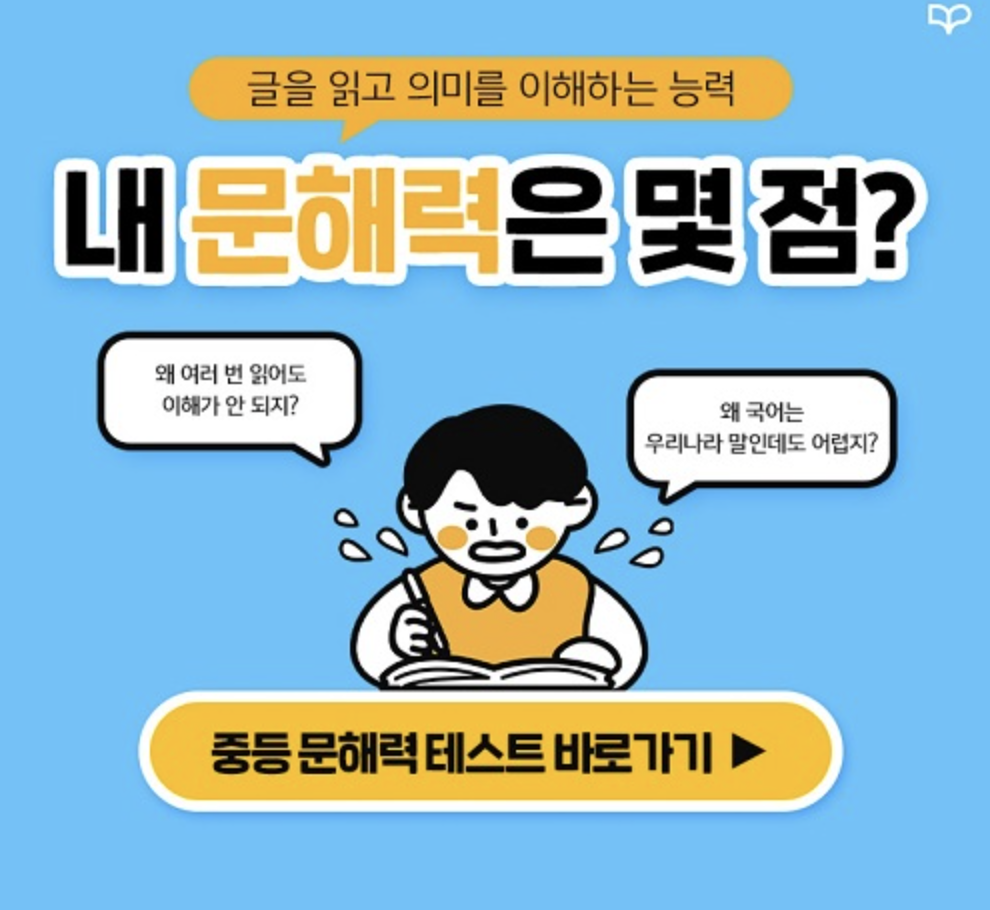 글을 읽고 의미를 이해하는 능력
내 문해력은 몇 점?
왜 여러 번 읽어도
이해가 안 되지?
왜 국어는
우리나라 말인데도 어렵지?
중등 문해력 테스트 바로가기 ▶